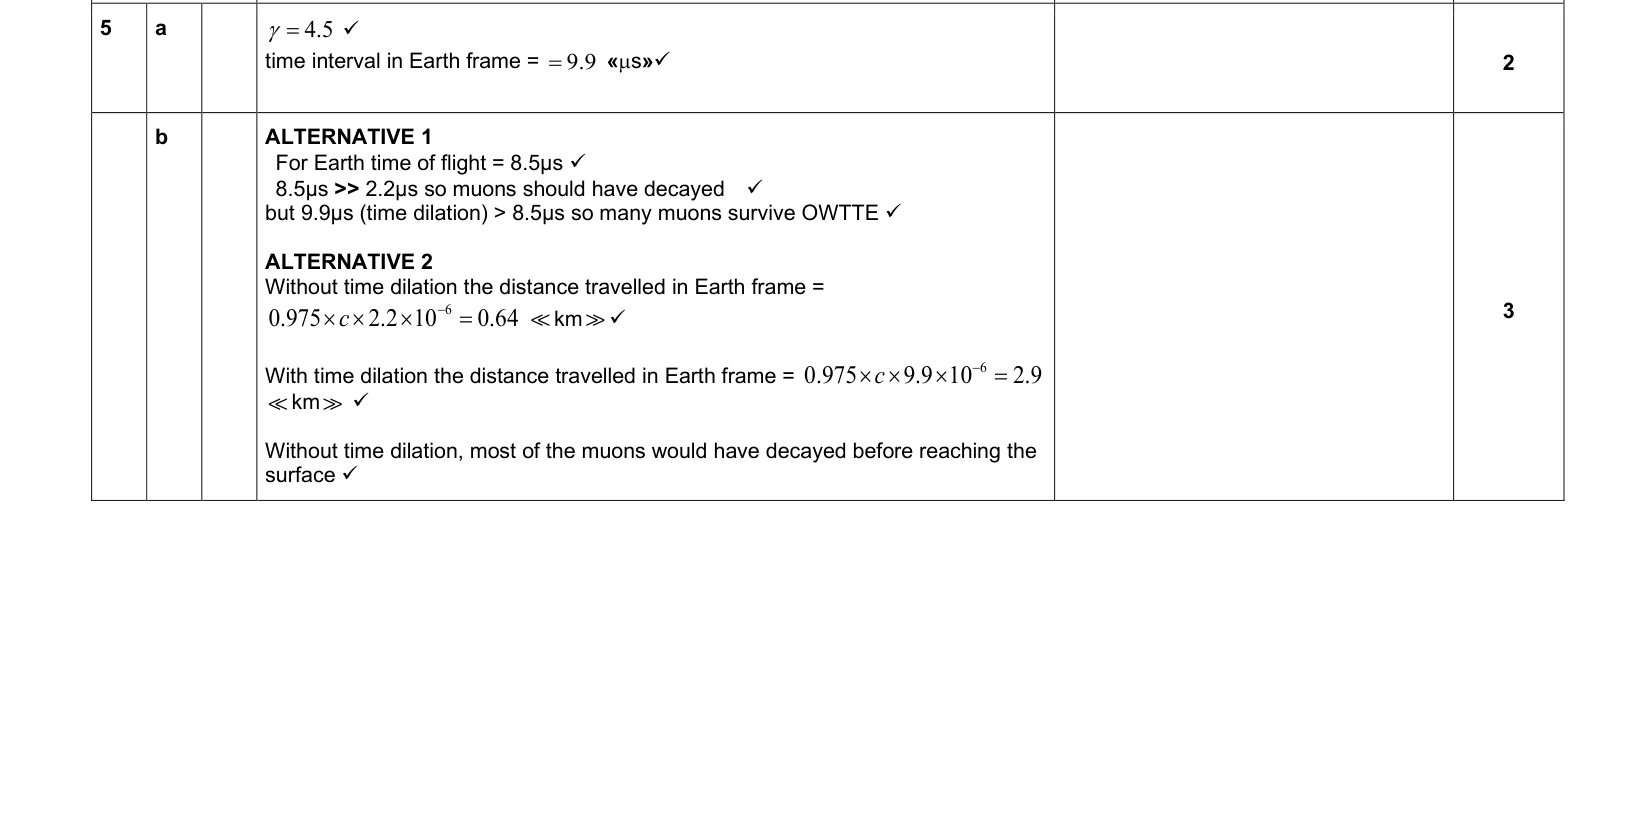 5 a γ = 4.5 ✓
time interval in Earth frame = = 9.9 «μs»✓
2
b ALTERNATIVE 1
For Earth time of flight = 8.5μs ✓
8.5μs >> 2.2μs so muons should have decayed ✓
but 9.9μs (time dilation) > 8.5μs so many muons survive OWTTE ✓
ALTERNATIVE 2
Without time dilation the distance travelled in Earth frame =
0.975×c×2.2×10⁻⁶ = 0.64 ≪km≫ ✓
3
With time dilation the distance travelled in Earth frame = 0.975×c×9.9×10⁻⁶ = 2.9
≪km≫ ✓
Without time dilation, most of the muons would have decayed before reaching the
surface ✓